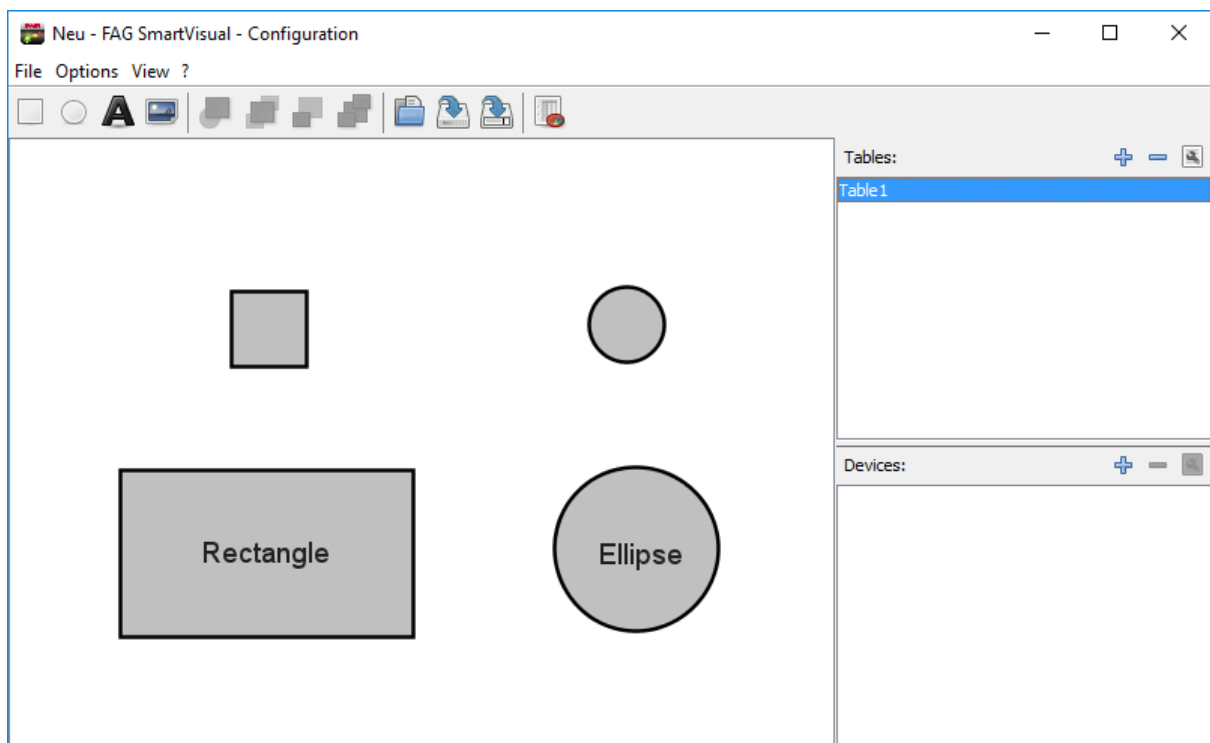 Neu - FAG SmartVisual - Configuration
File Options View ?
A
Tables:
Table1
Devices:
Rectangle
Ellipse